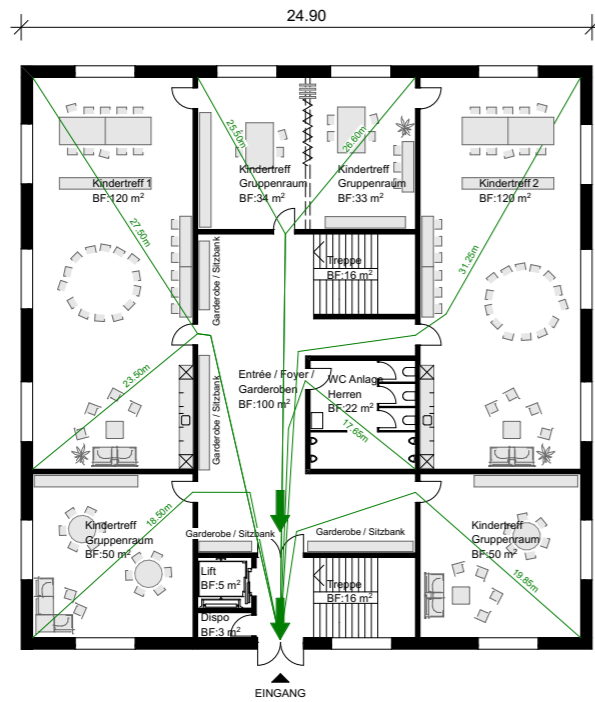 24.90
25.50m
26.60m
Kindertreff 1
BF:120 m²
Kindertreff
Gruppenraum
BF:34 m²
Kindertreff
Gruppenraum
BF:33 m²
Kindertreff 2
BF:120 m²
27.50m
31.25m
Garderobe / Sitzbank
Treppe
BF:16 m²
23.50m
Garderobe / Sitzbank
Entrée / Foyer /
Garderoben
BF:100 m²
WC Anlage
Herren
BF:22 m²
17.65m
18.50m
Kindertreff
Gruppenraum
BF:50 m²
Garderobe / Sitzbank
Garderobe / Sitzbank
Kindertreff
Gruppenraum
BF:50 m²
19.85m
Lift
BF:5 m²
Treppe
BF:16 m²
Dispo
BF:3 m²
EINGANG